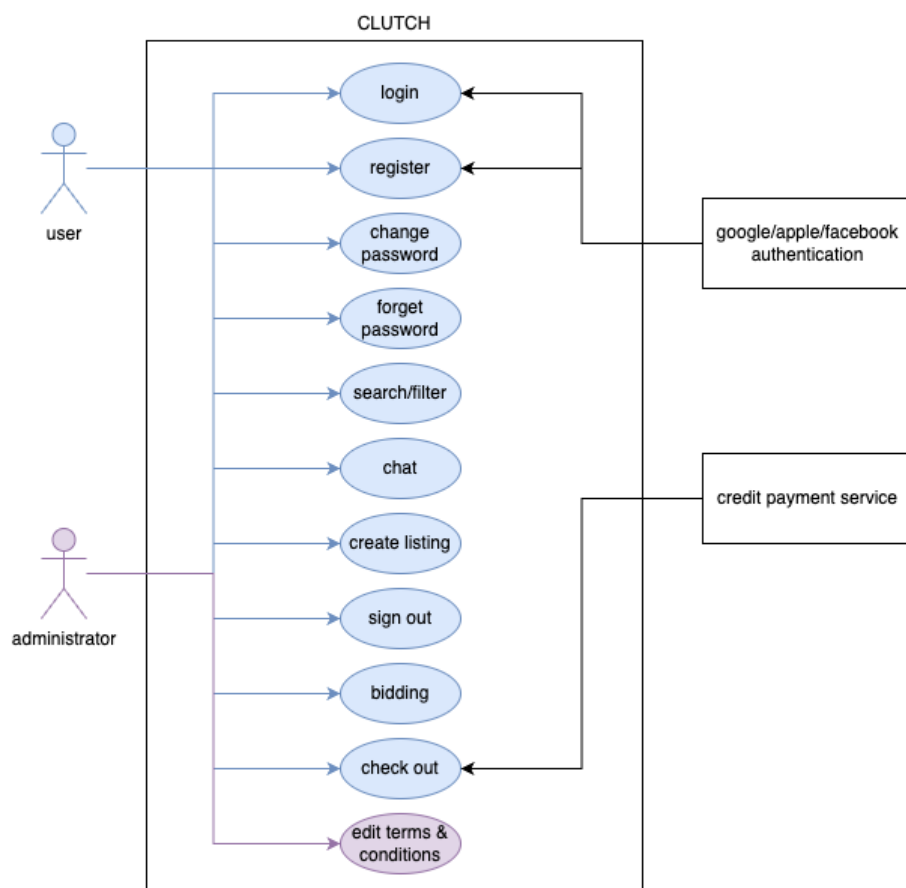 CLUTCH
login
register
user
change
password
google/apple/facebook
authentication
forget
password
search/filter
chat
credit payment service
create listing
sign out
administrator
bidding
check out
edit terms &
conditions